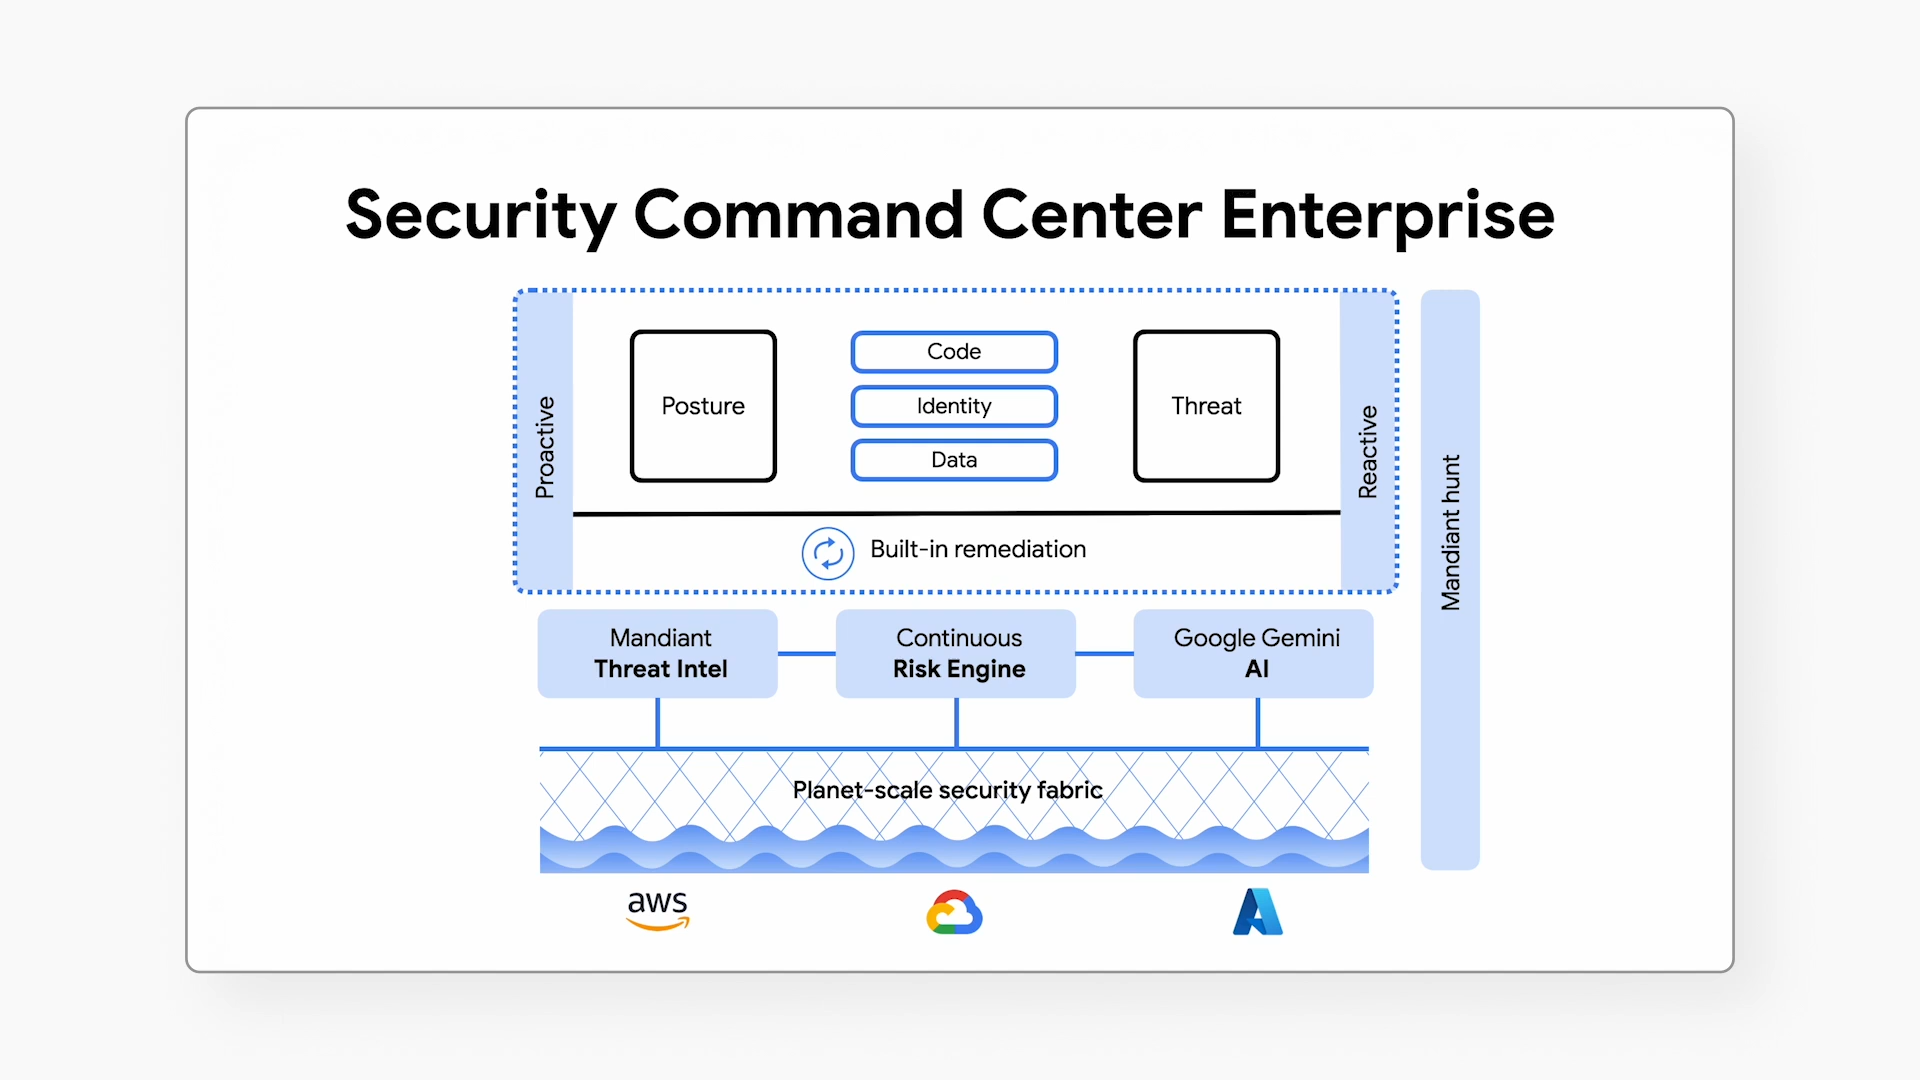 Security Command Center Enterprise
Proactive
Posture
Code
Identity
Data
Threat
Reactive
Built-in remediation
Mandiant hunt
Mandiant
Threat Intel
Continuous
Risk Engine
Google Gemini
AI
Planet-scale security fabric
aws